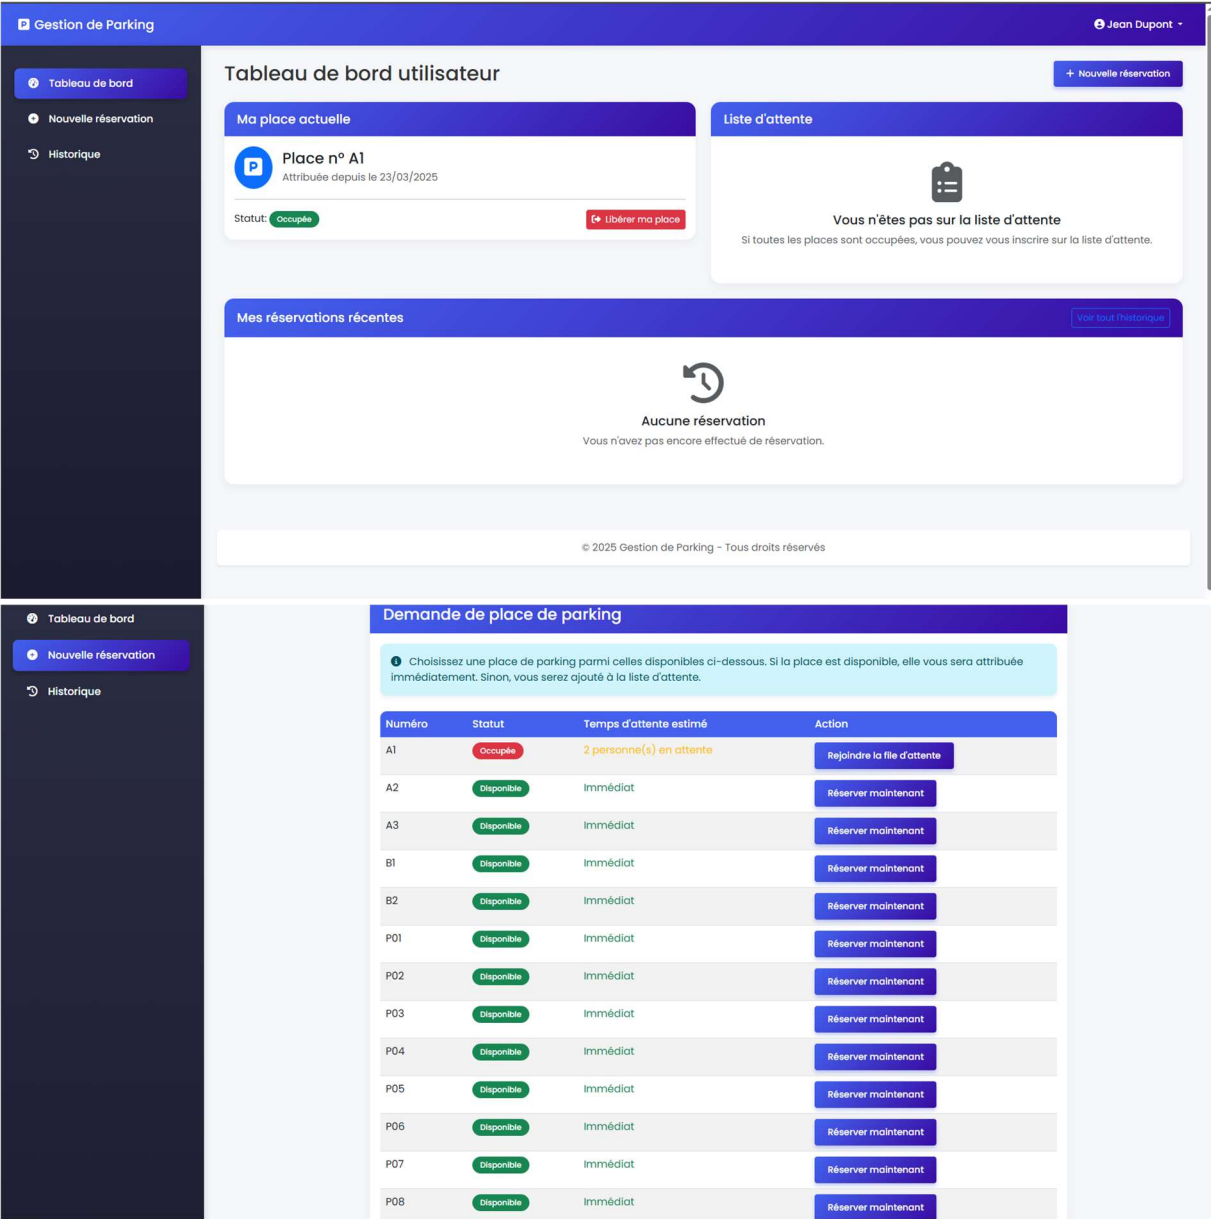 Gestion de Parking
Jean Dupont
Tableau de bord
Nouvelle réservation
Historique
Tableau de bord utilisateur
+ Nouvelle réservation
Ma place actuelle
Place n° A1
Attribuée depuis le 23/03/2025
Statut: Occupée
Libérer ma place
Liste d'attente
Vous n'êtes pas sur la liste d'attente
Si toutes les places sont occupées, vous pouvez vous inscrire sur la liste d'attente.
Mes réservations récentes
Voir tout l'historique
Aucune réservation
Vous n'avez pas encore effectué de réservation.
© 2025 Gestion de Parking - Tous droits réservés
Tableau de bord
Nouvelle réservation
Historique
Demande de place de parking
Choisissez une place de parking parmi celles disponibles ci-dessous. Si la place est disponible, elle vous sera attribuée
immédiatement. Sinon, vous serez ajouté à la liste d'attente.
Numéro Statut Temps d'attente estimé Action
A1 Occupée 2 personne(s) en attente Rejoindre la file d'attente
A2 Disponible Immédiat Réserver maintenant
A3 Disponible Immédiat Réserver maintenant
B1 Disponible Immédiat Réserver maintenant
B2 Disponible Immédiat Réserver maintenant
P01 Disponible Immédiat Réserver maintenant
P02 Disponible Immédiat Réserver maintenant
P03 Disponible Immédiat Réserver maintenant
P04 Disponible Immédiat Réserver maintenant
P05 Disponible Immédiat Réserver maintenant
P06 Disponible Immédiat Réserver maintenant
P07 Disponible Immédiat Réserver maintenant
P08 Disponible Immédiat Réserver maintenant